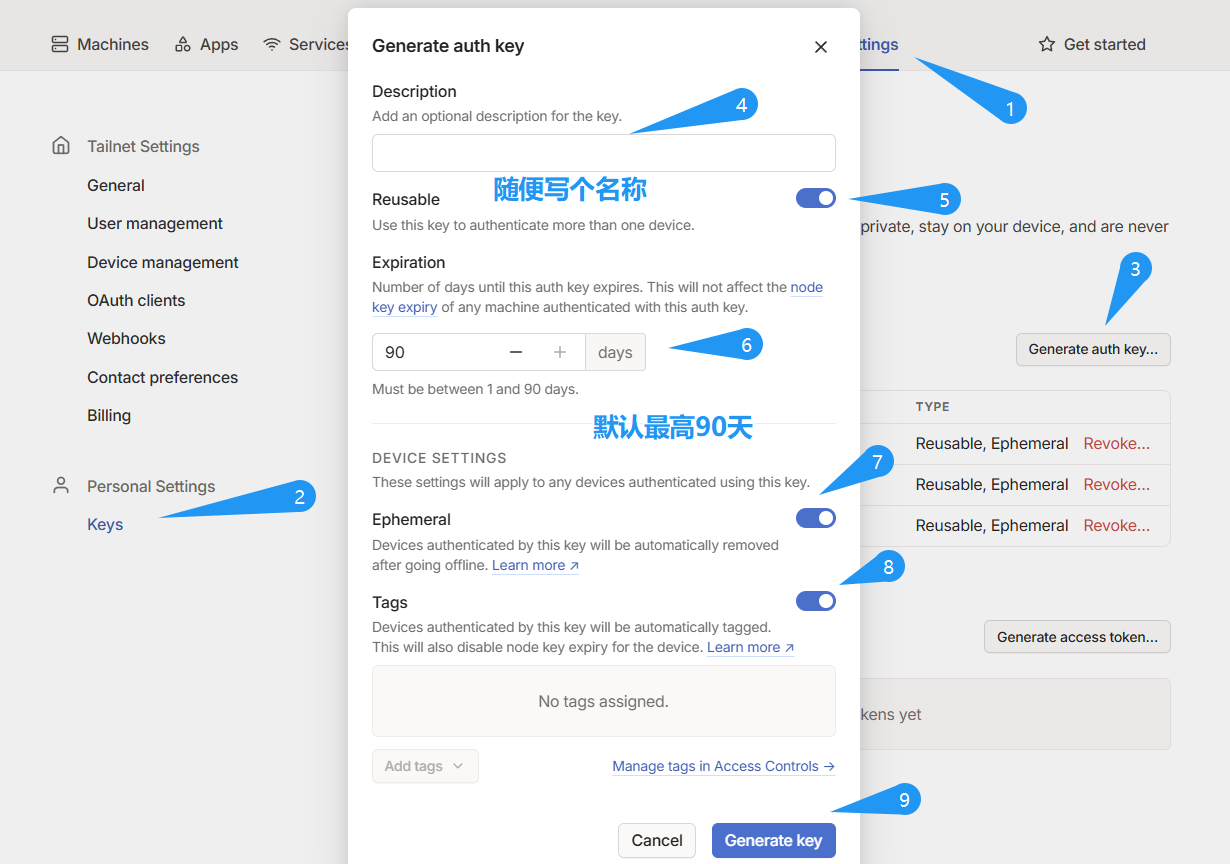 Machines
Apps
Services
ttings
Get started
1
Tailnet Settings
General
User management
Device management
OAuth clients
Webhooks
Contact preferences
Billing
Personal Settings
Keys
2
Generate auth key
Description
Add an optional description for the key.
4
随便写个名称
Reusable
5
Use this key to authenticate more than one device.
Expiration
Number of days until this auth key expires. This will not affect the node
key expiry of any machine authenticated with this auth key.
90
days
6
Must be between 1 and 90 days.
默认最高90天
DEVICE SETTINGS
These settings will apply to any devices authenticated using this key.
7
Ephemeral
Devices authenticated by this key will be automatically removed
after going offline. Learn more ↗
8
Tags
Devices authenticated by this key will be automatically tagged.
This will also disable node key expiry for the device. Learn more ↗
No tags assigned.
Add tags
Manage tags in Access Controls →
9
Cancel
Generate key
private, stay on your device, and are never
3
Generate auth key...
TYPE
Reusable, Ephemeral Revoke...
Reusable, Ephemeral Revoke...
Reusable, Ephemeral Revoke...
Generate access token...
kens yet